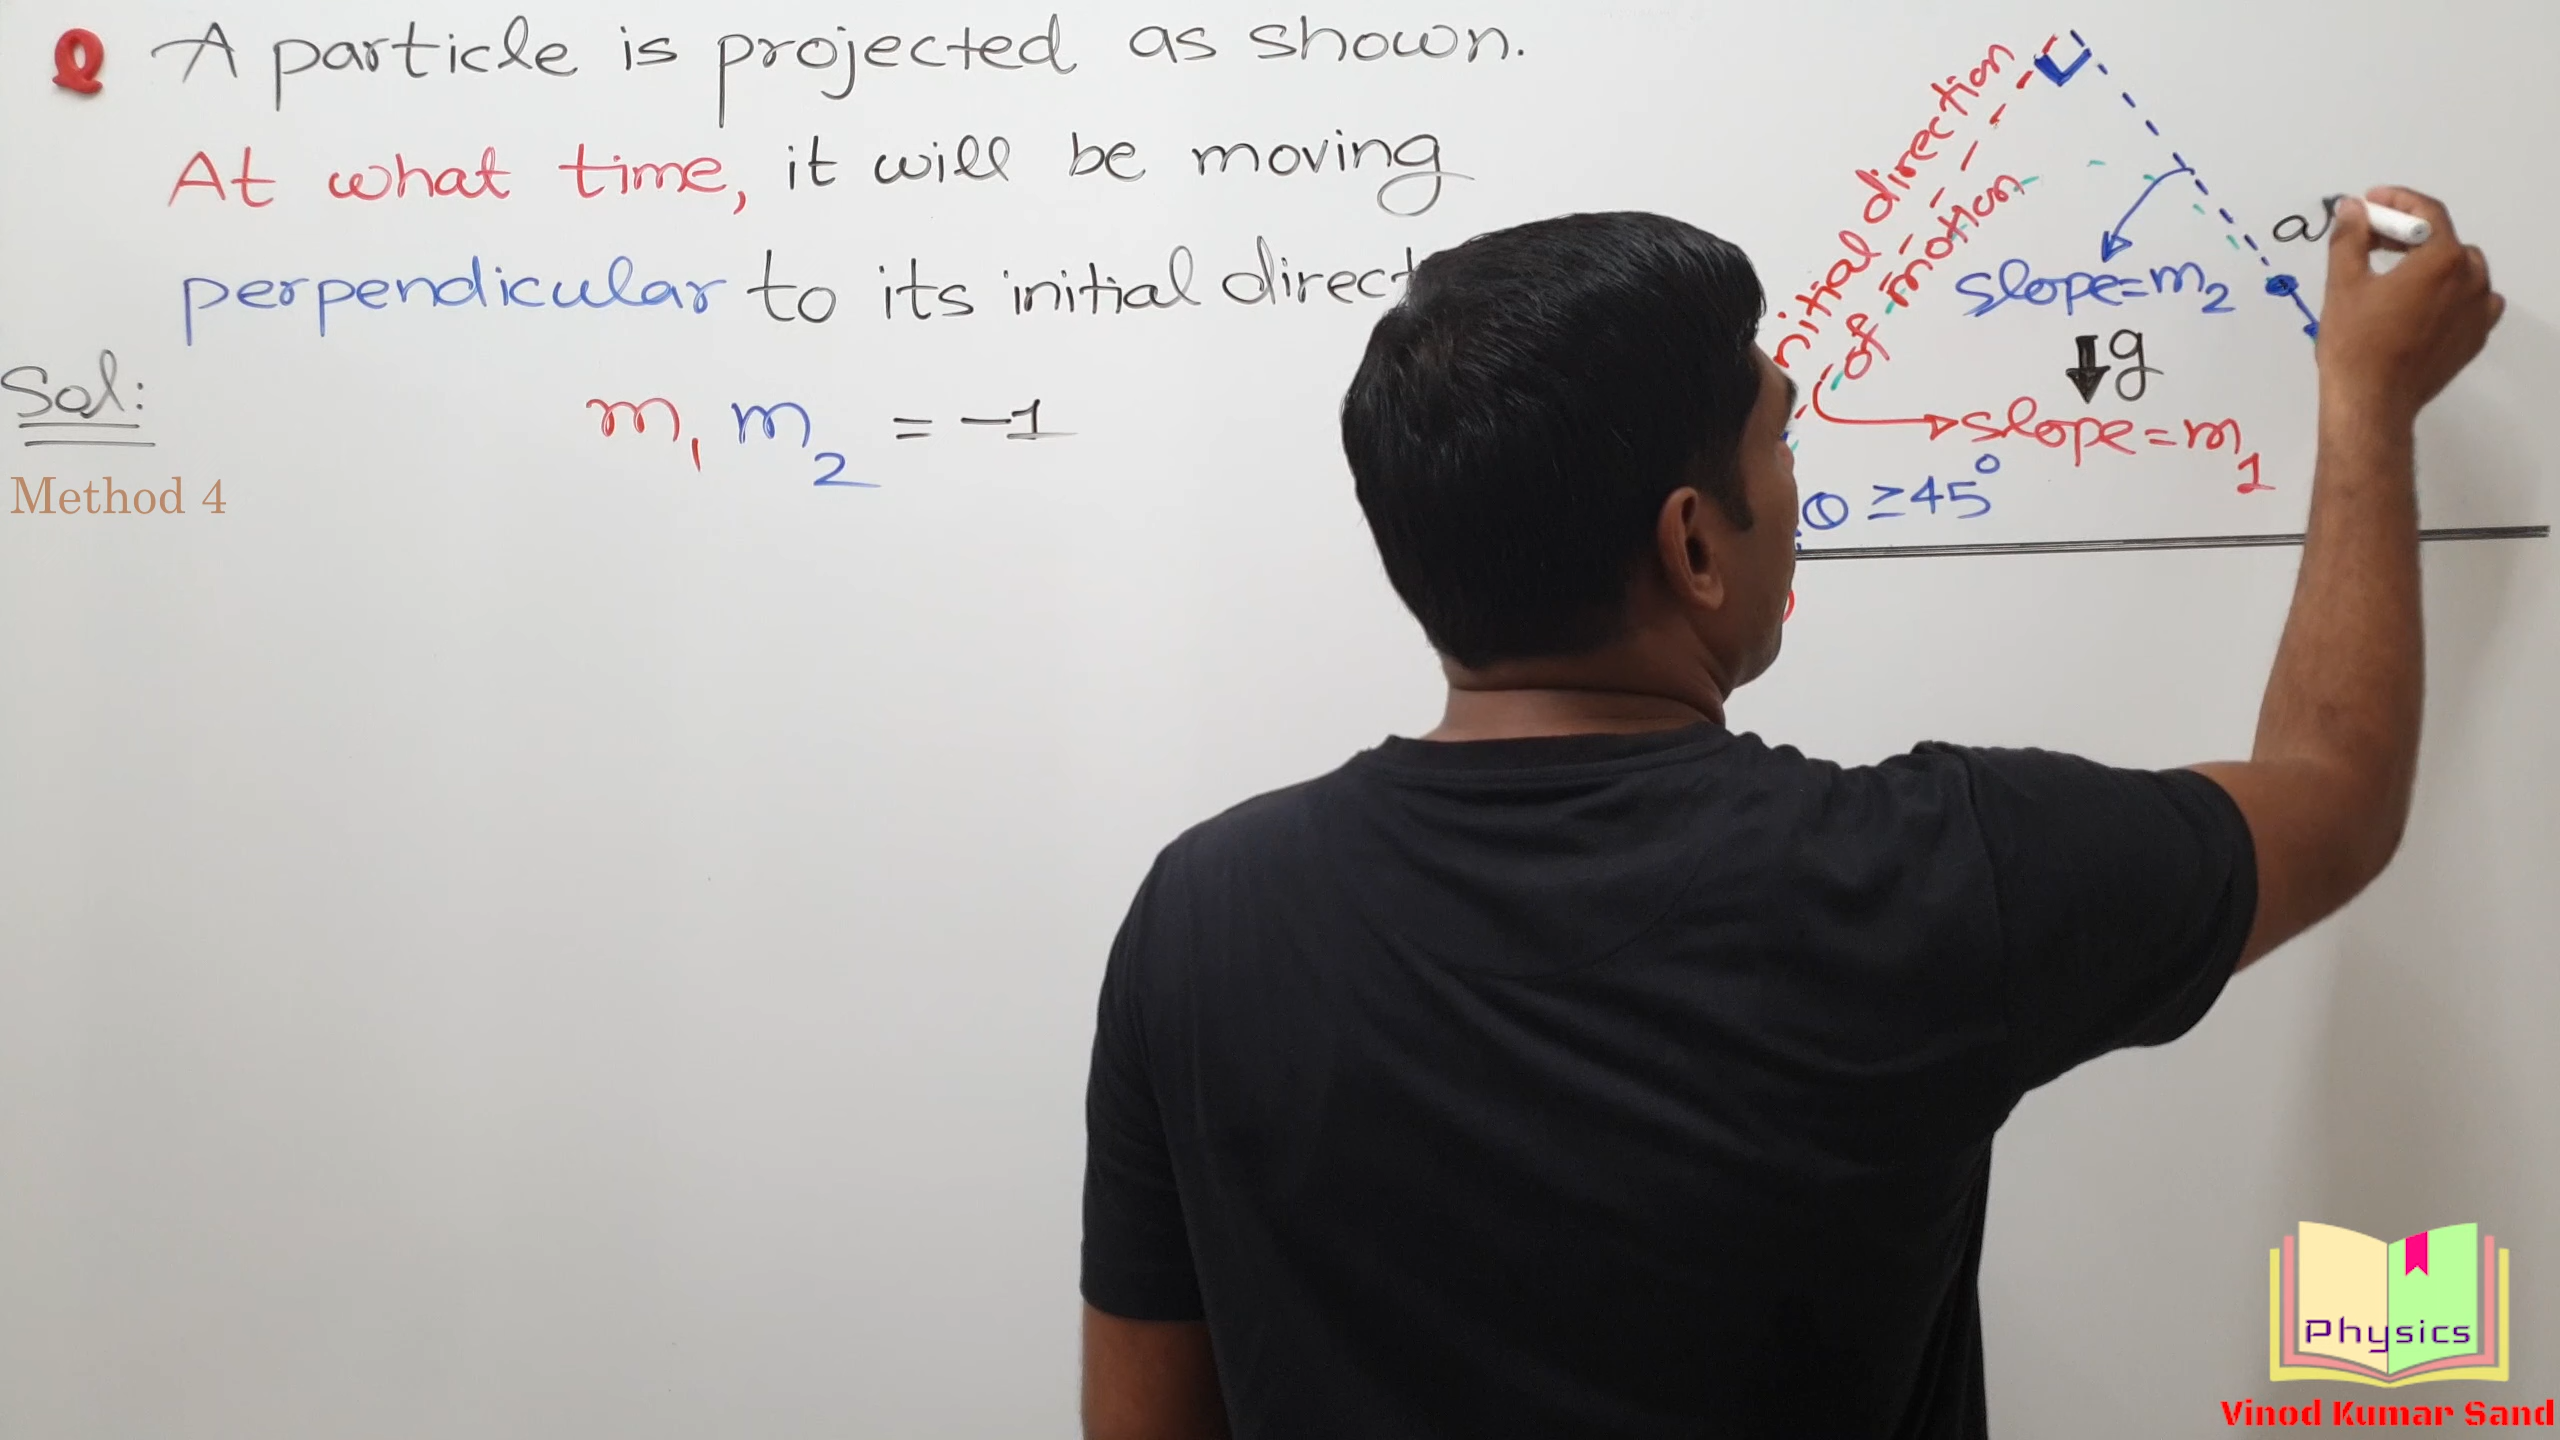 Q A particle is projected as shown.
At what time, it will be moving
perpendicular to its initial direct
Sol:
Method 4
m₁ m₂ = -1
initial direction
of motion
slope=m₂
g
slope=m₁
θ ≥45°
Physics
Vinod Kumar Sand